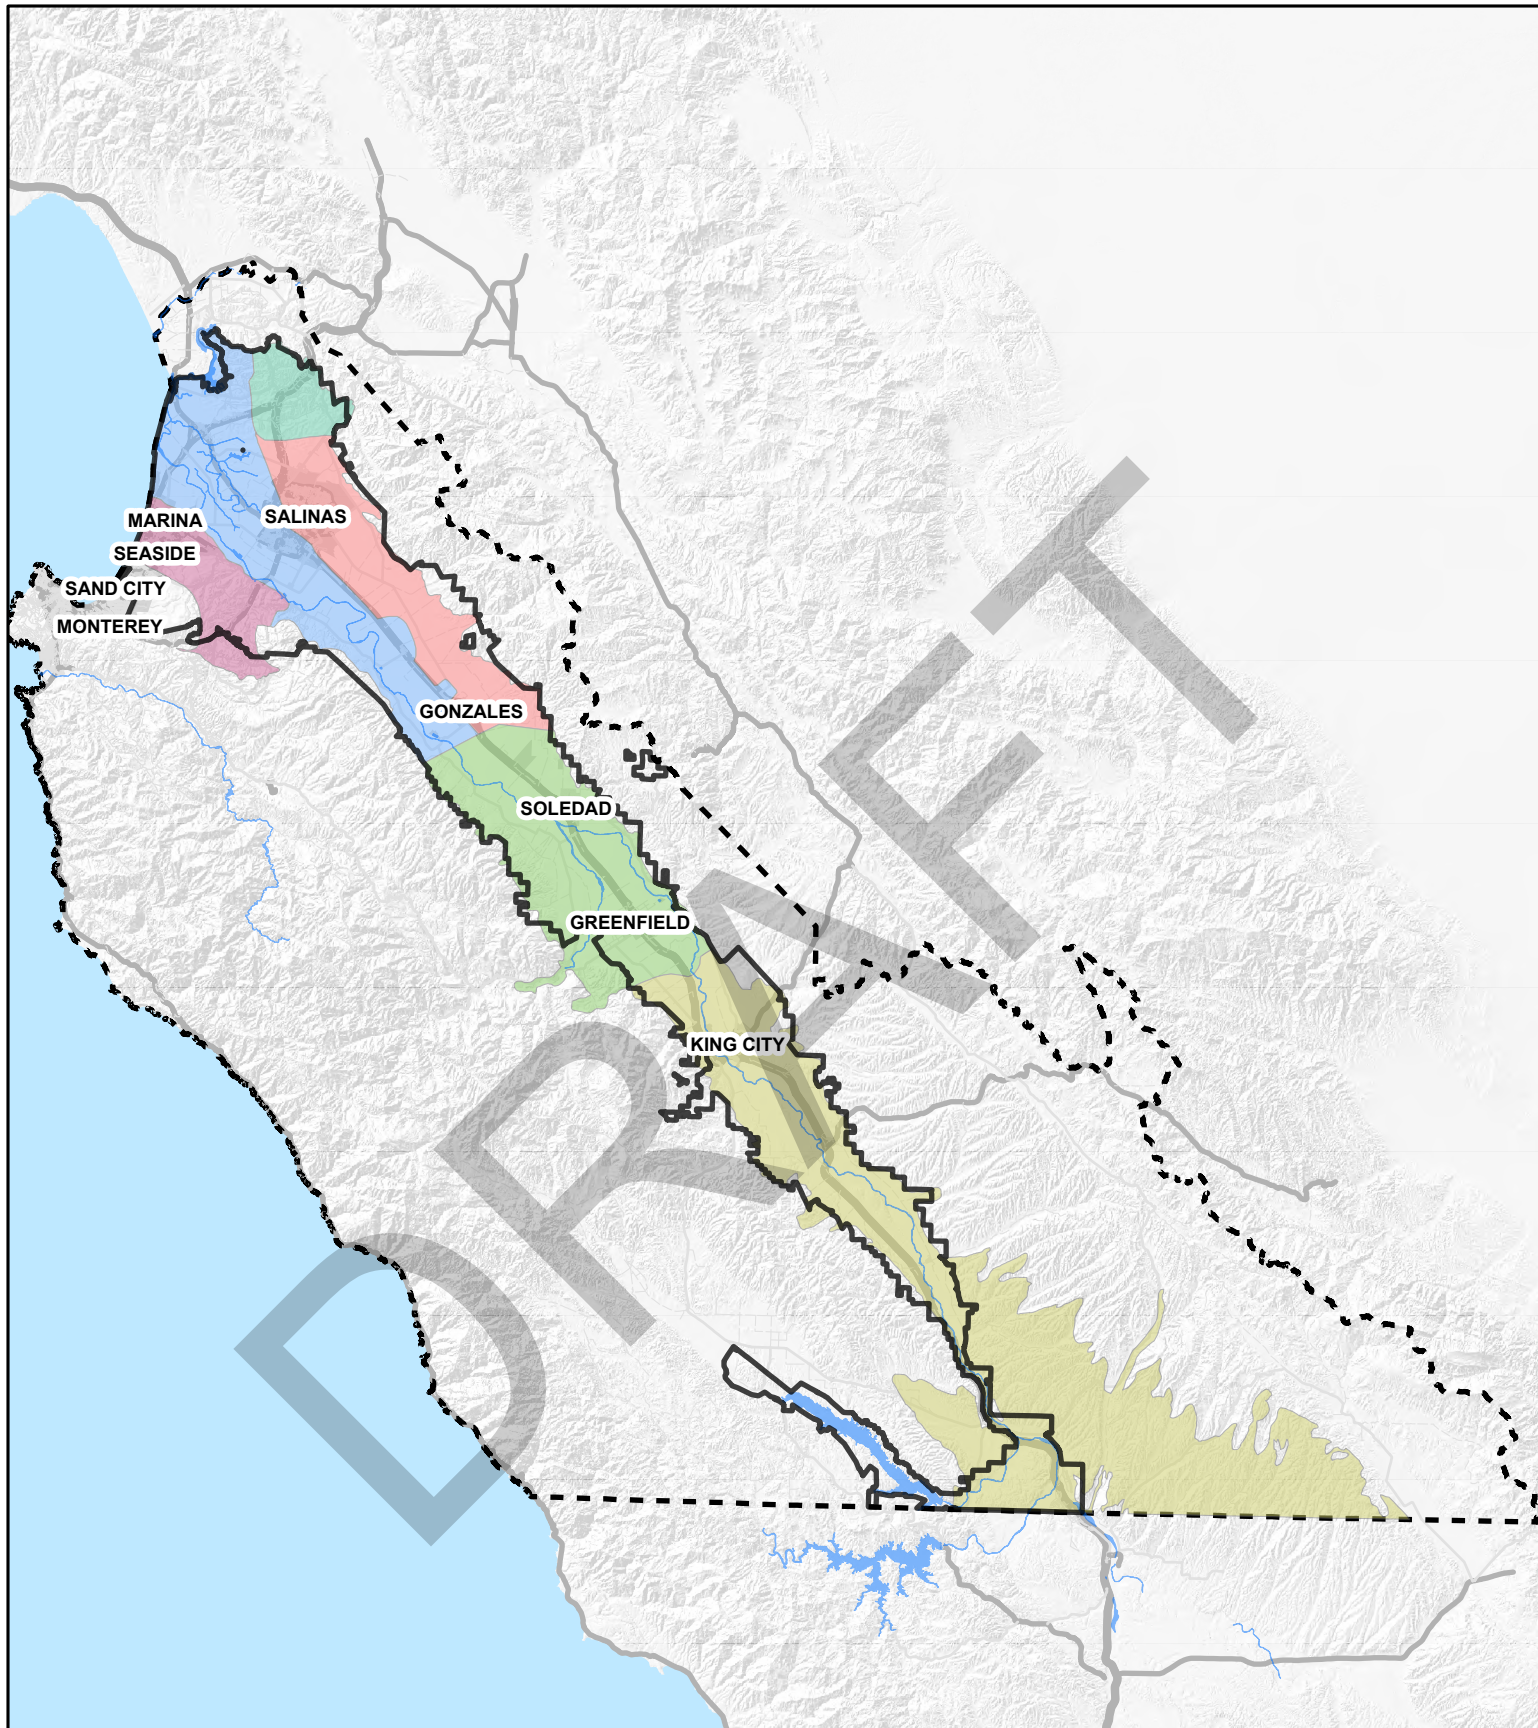 MARINA
SALINAS
SEASIDE
SAND CITY
MONTEREY
GONZALES
SOLEDAD
GREENFIELD
KING CITY
DRAFT